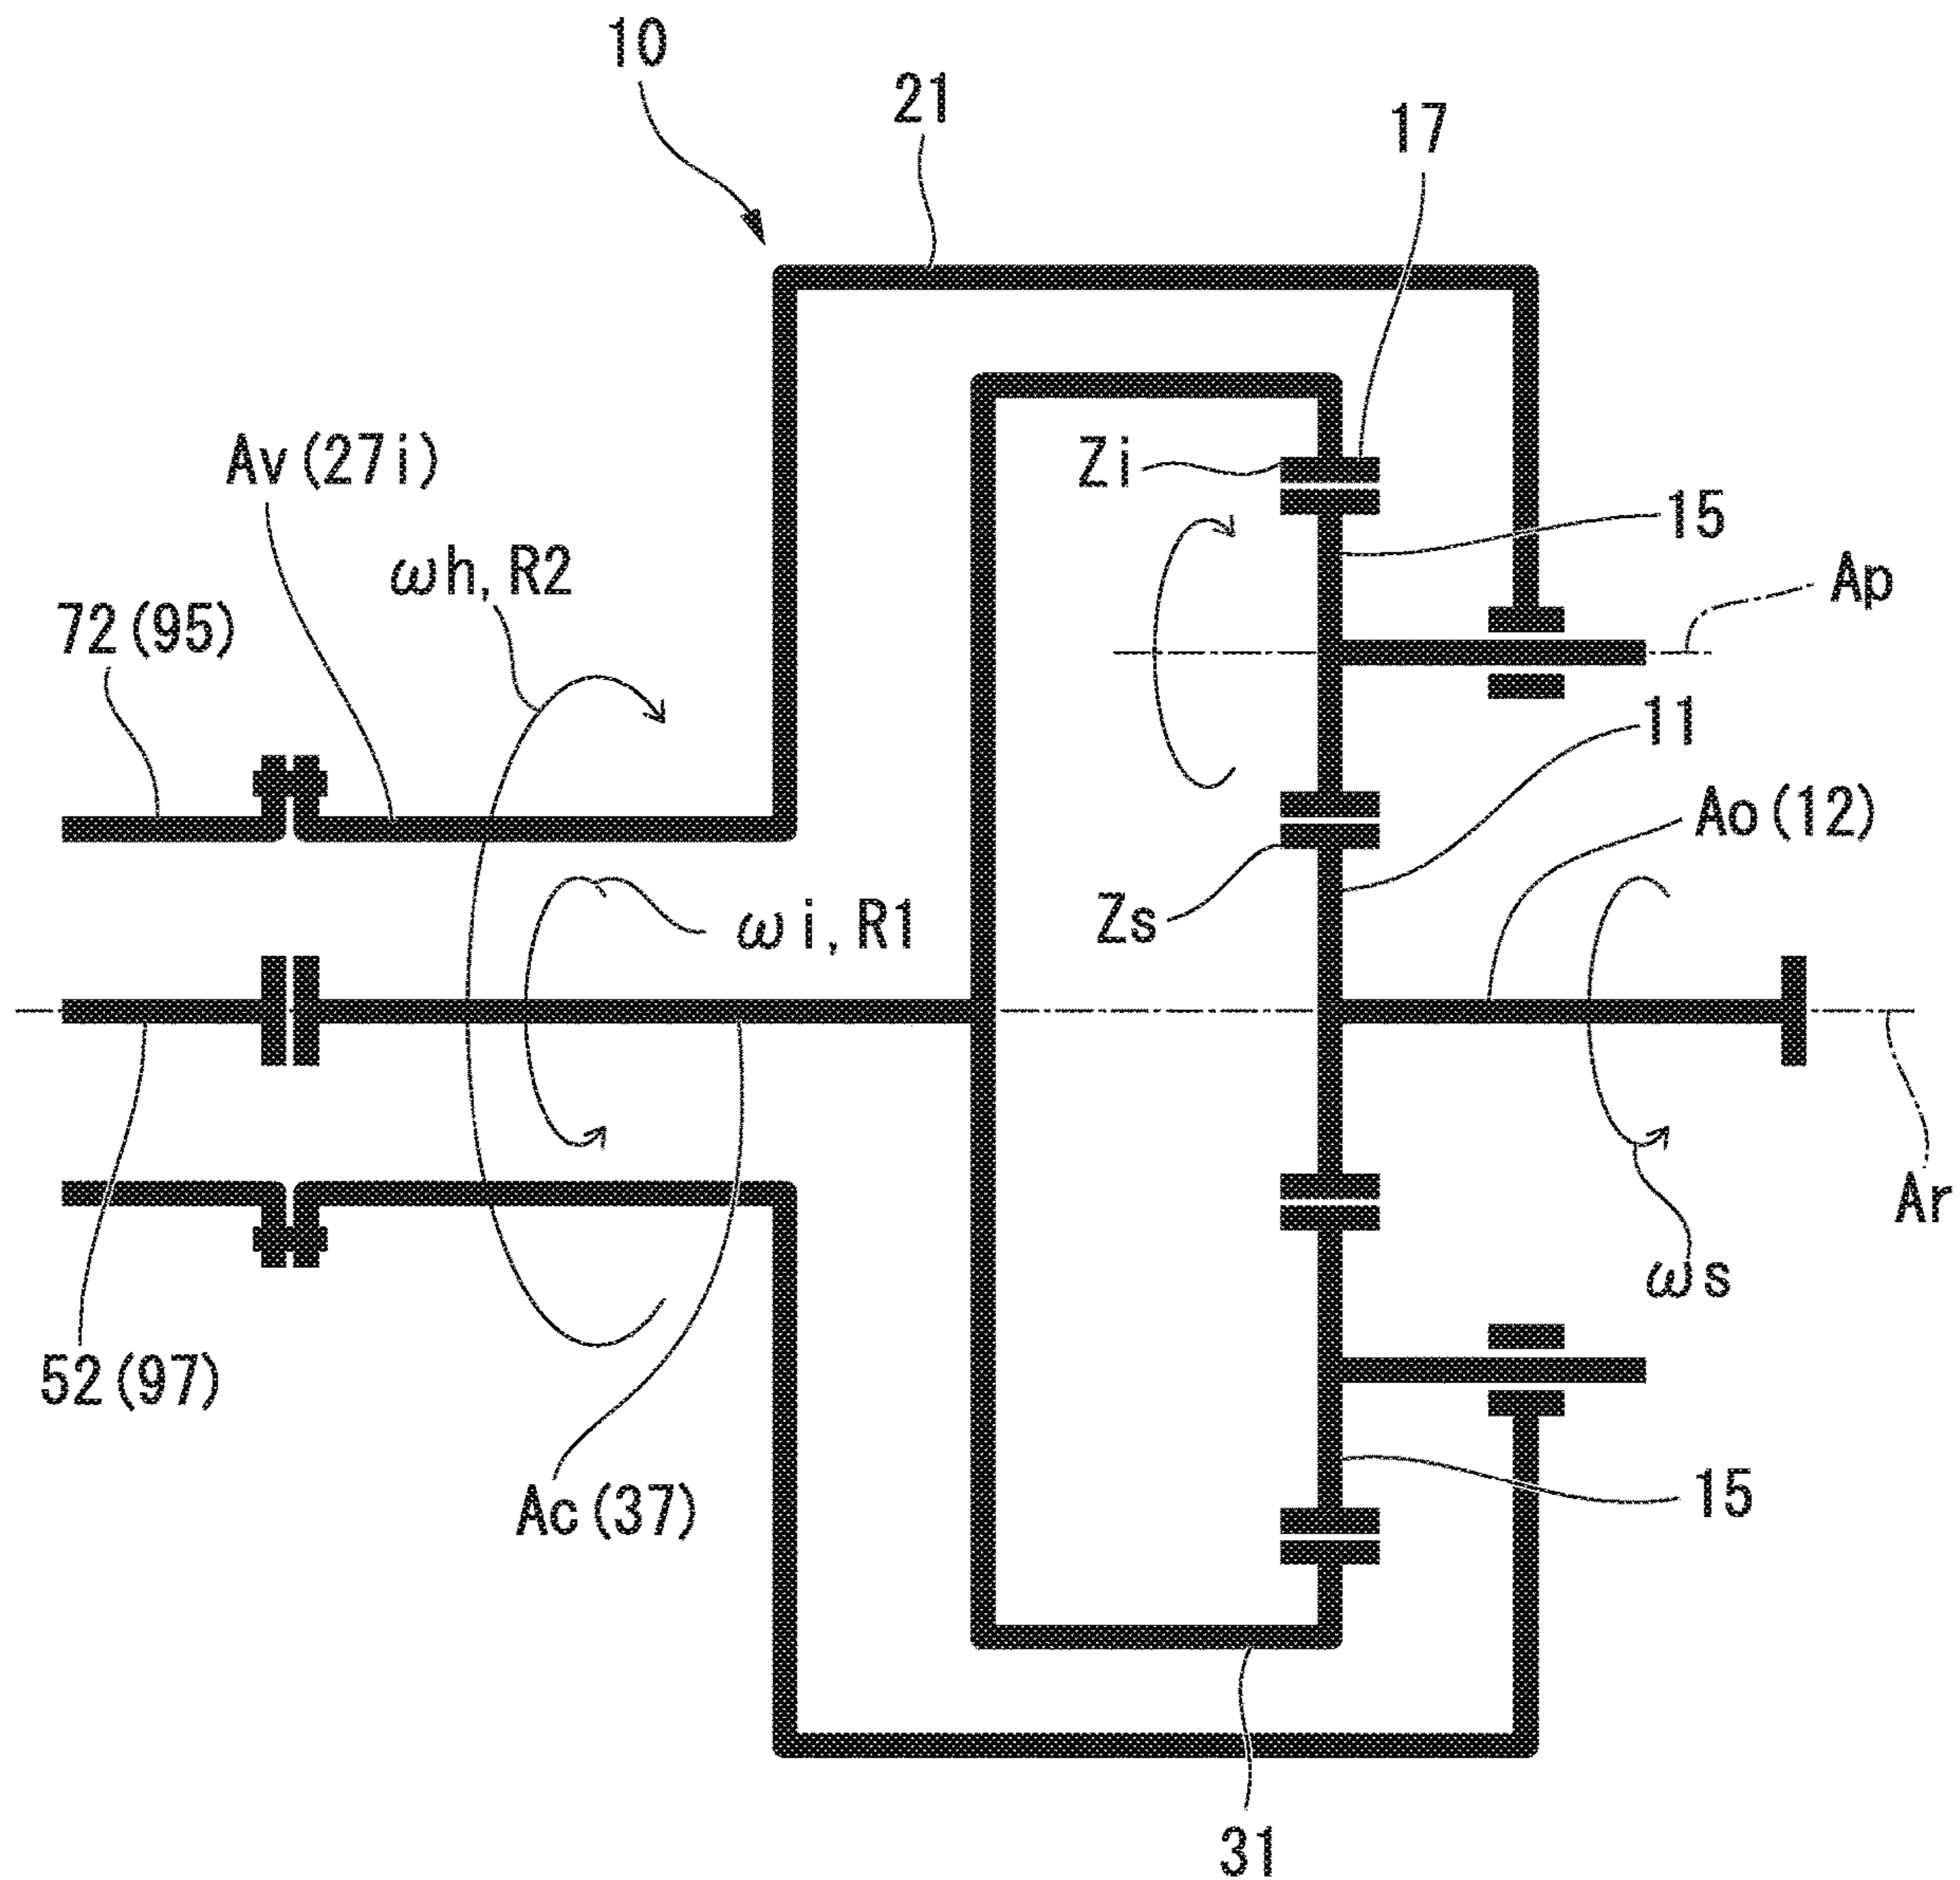 10
21
17
Zi
Av(27i)
15
ωh,R2
Ap
72(95)
11
Ao(12)
ωi,R1
Zs
Ar
ωs
52(97)
Ac(37)
15
31